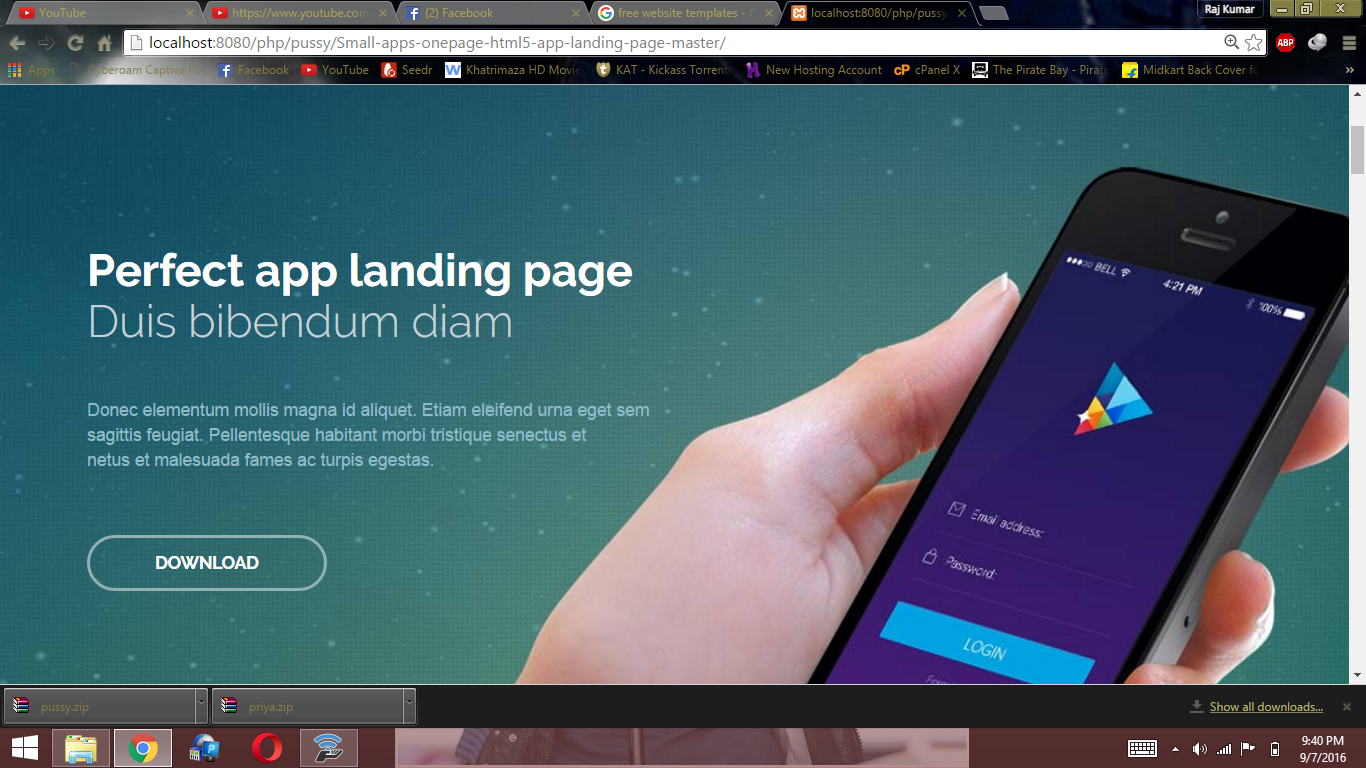 YouTube
https://www.youtube.com
(2) Facebook
free website templates - G
localhost:8080/php/pussy
Raj Kumar
localhost:8080/php/pussy/Small-apps-onepage-html5-app-landing-page-master/
ABP
Apps
Cyberoam Captive
Facebook
YouTube
Seedr
Khatrimaza HD Movie
KAT - Kickass Torrent
New Hosting Account
cPanel X
The Pirate Bay - Pirate
Midkart Back Cover fo
»
Perfect app landing page
Duis bibendum diam
Donec elementum mollis magna id aliquet. Etiam eleifend urna eget sem
sagittis feugiat. Pellentesque habitant morbi tristique senectus et
netus et malesuada fames ac turpis egestas.
DOWNLOAD
BELL
4:21 PM
100%
Email address:
Password:
LOGIN
pussy.zip
priya.zip
Show all downloads...
9:40 PM
9/7/2016